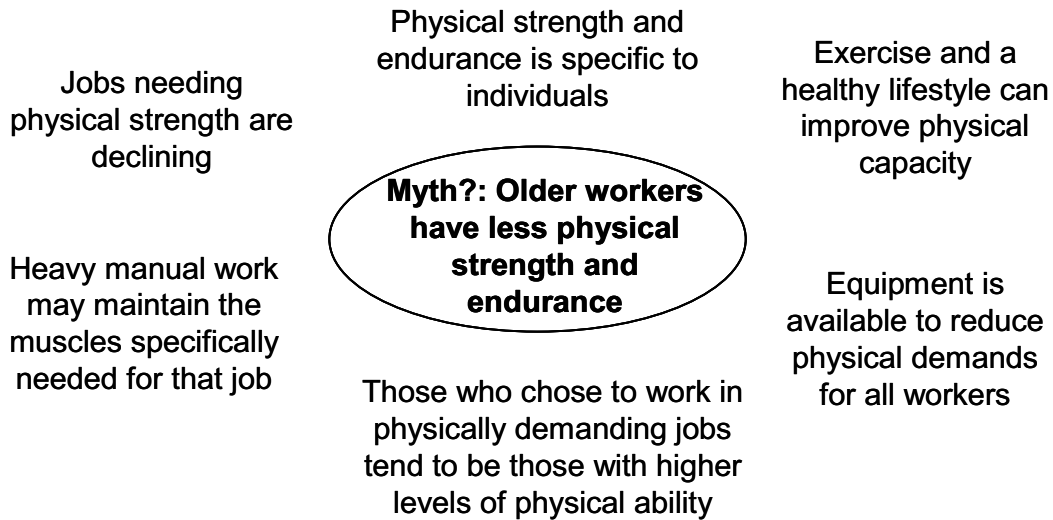 Physical strength and
endurance is specific to
individuals
Jobs needing
physical strength are
declining
Exercise and a
healthy lifestyle can
improve physical
capacity
Myth?: Older workers
have less physical
strength and
endurance
Heavy manual work
may maintain the
muscles specifically
needed for that job
Equipment is
available to reduce
physical demands
for all workers
Those who chose to work in
physically demanding jobs
tend to be those with higher
levels of physical ability